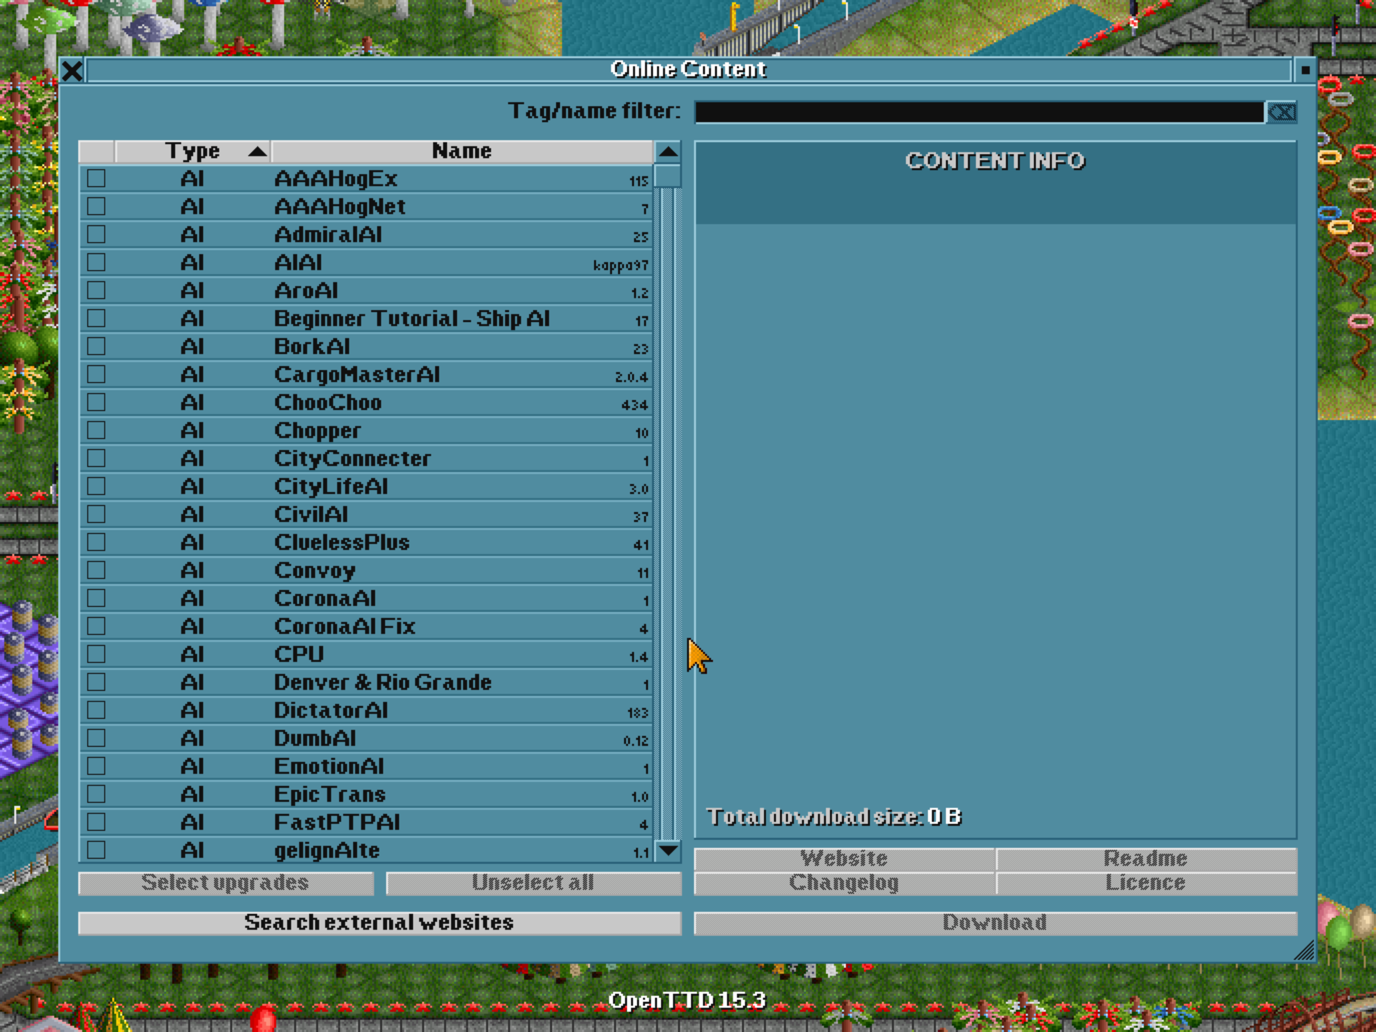 Online Content
Tag/name filter:
Type Name
AI AAAHogEx 115
AI AAAHogNet 7
AI AdmiralAI 25
AI AIAI kappa97
AI AroAI 1.2
AI Beginner Tutorial - Ship AI 17
AI BorkAI 23
AI CargoMasterAI 2.0.4
AI ChooChoo 434
AI Chopper 10
AI CityConnecter 1
AI CityLifeAI 3.0
AI CivilAI 37
AI CluelessPlus 41
AI Convoy 11
AI CoronaAI 1
AI CoronaAI Fix 4
AI CPU 1.4
AI Denver & Rio Grande 1
AI DictatorAI 183
AI DumbAI 0.12
AI EmotionAI 1
AI EpicTrans 1.0
AI FastPTPAI 4
AI gelignAIte 1.1
Select upgrades
Unselect all
Search external websites
CONTENT INFO
Total download size: 0 B
Website
Readme
Changelog
Licence
Download
OpenTTD 15.3